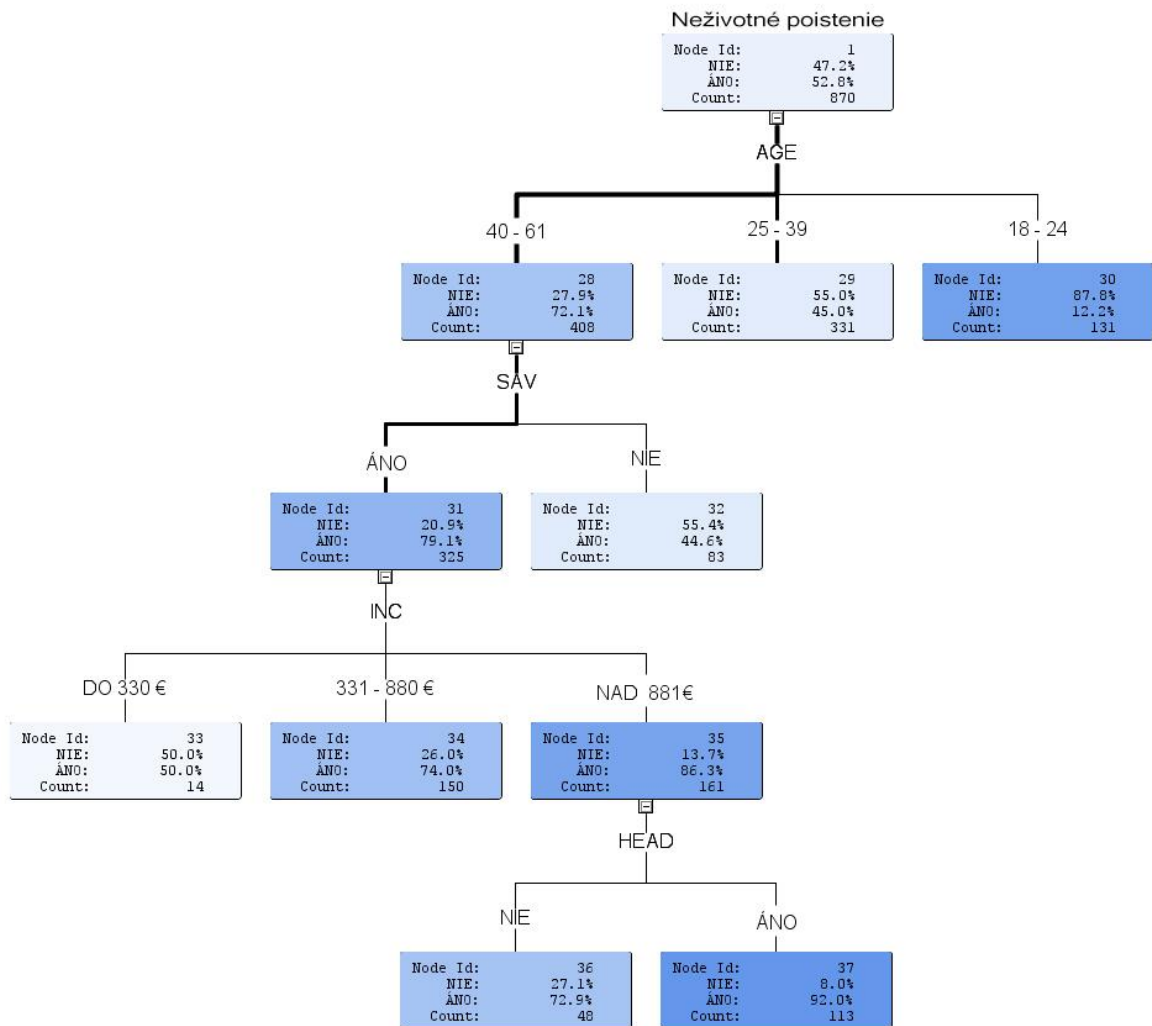 Neživotné poistenie
Node Id: 1
NIE: 47.2%
ÁNO: 52.8%
Count: 870
AGE
40 - 61
25 - 39
18 - 24
Node Id: 28
NIE: 27.9%
ÁNO: 72.1%
Count: 408
Node Id: 29
NIE: 55.0%
ÁNO: 45.0%
Count: 331
Node Id: 30
NIE: 87.8%
ÁNO: 12.2%
Count: 131
SAV
ÁNO
NIE
Node Id: 31
NIE: 20.9%
ÁNO: 79.1%
Count: 325
Node Id: 32
NIE: 55.4%
ÁNO: 44.6%
Count: 83
INC
DO 330 €
331 - 880 €
NAD 881€
Node Id: 33
NIE: 50.0%
ÁNO: 50.0%
Count: 14
Node Id: 34
NIE: 26.0%
ÁNO: 74.0%
Count: 150
Node Id: 35
NIE: 13.7%
ÁNO: 86.3%
Count: 161
HEAD
NIE
ÁNO
Node Id: 36
NIE: 27.1%
ÁNO: 72.9%
Count: 48
Node Id: 37
NIE: 8.0%
ÁNO: 92.0%
Count: 113